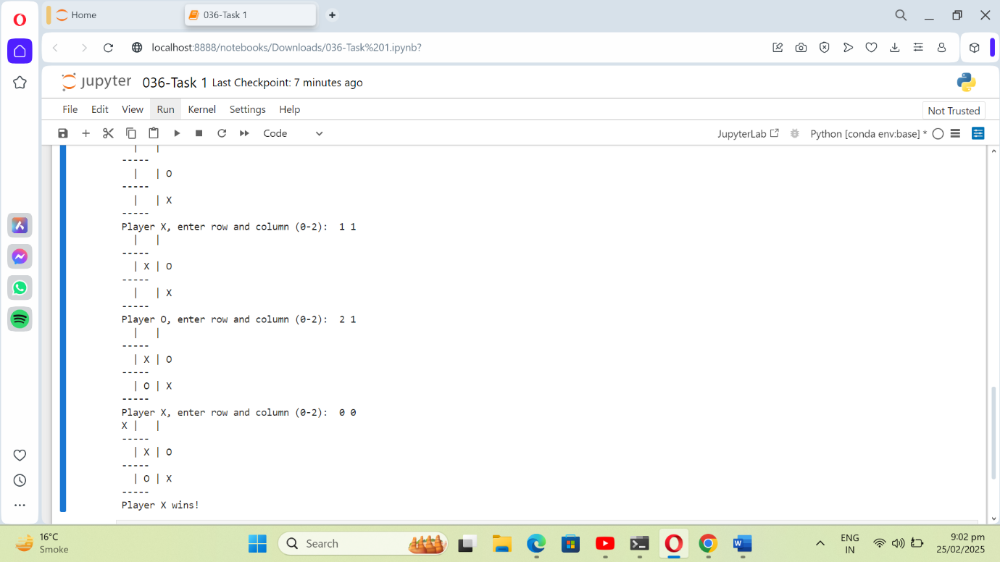 Home
036-Task 1
localhost:8888/notebooks/Downloads/036-Task%201.ipynb?
jupyter 036-Task 1 Last Checkpoint: 7 minutes ago
File Edit View Run Kernel Settings Help
Not Trusted
Code
JupyterLab
Python [conda env:base] *
  |   |
-----
  |   | O
-----
  |   | X
-----
Player X, enter row and column (0-2):  1 1
  |   |
-----
  | X | O
-----
  |   | X
-----
Player O, enter row and column (0-2):  2 1
  |   |
-----
  | X | O
-----
  | O | X
-----
Player X, enter row and column (0-2):  0 0
X |   |
-----
  | X | O
-----
  | O | X
-----
Player X wins!
16°C
Smoke
Search
ENG
IN
9:02 pm
25/02/2025